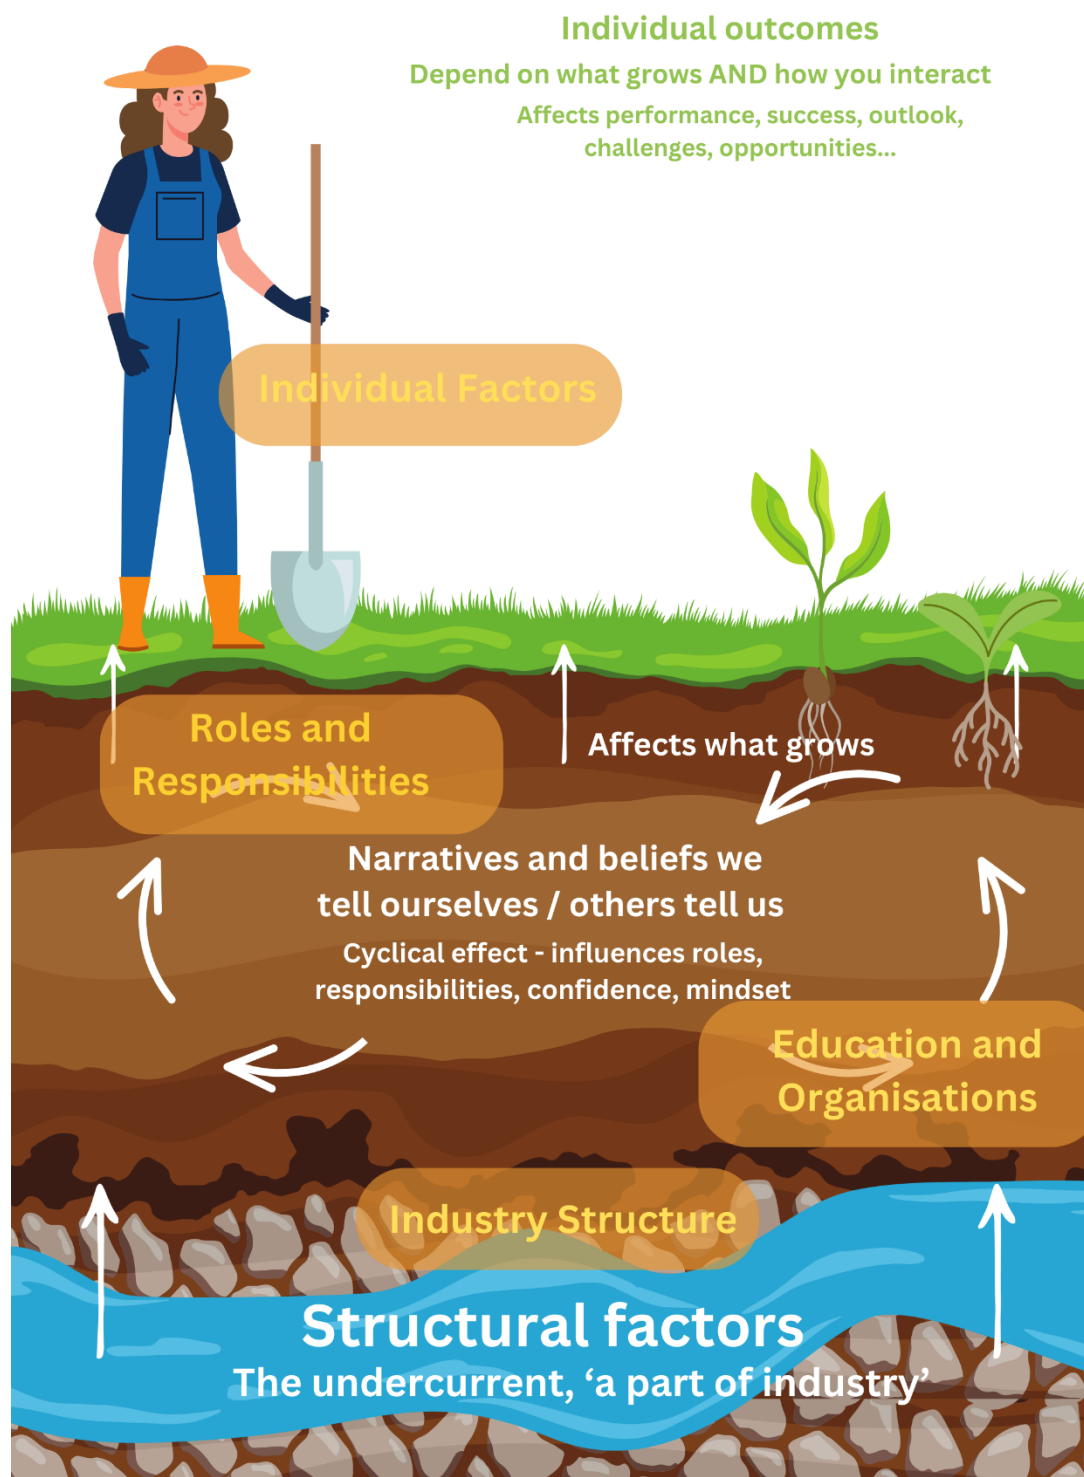 Individual outcomes
Depend on what grows AND how you interact
Affects performance, success, outlook,
challenges, opportunities...
Individual Factors
Roles and
Responsibilities
Affects what grows
Narratives and beliefs we
tell ourselves / others tell us
Cyclical effect - influences roles,
responsibilities, confidence, mindset
Education and
Organisations
Industry Structure
Structural factors
The undercurrent, ‘a part of industry’